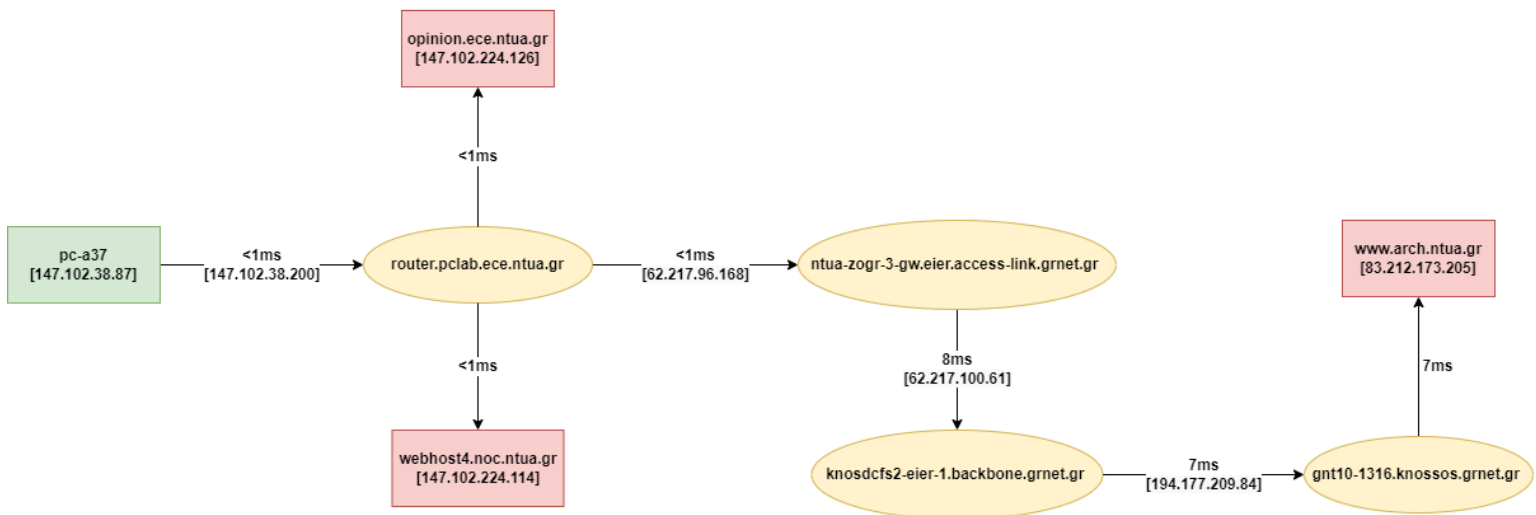 opinion.ece.ntua.gr
[147.102.224.126]
<1ms
pc-a37
[147.102.38.87]
<1ms
[147.102.38.200]
router.pclab.ece.ntua.gr
<1ms
[62.217.96.168]
ntua-zogr-3-gw.eier.access-link.grnet.gr
www.arch.ntua.gr
[83.212.173.205]
<1ms
8ms
[62.217.100.61]
7ms
webhost4.noc.ntua.gr
[147.102.224.114]
knosdcfs2-eier-1.backbone.grnet.gr
7ms
[194.177.209.84]
gnt10-1316.knossos.grnet.gr